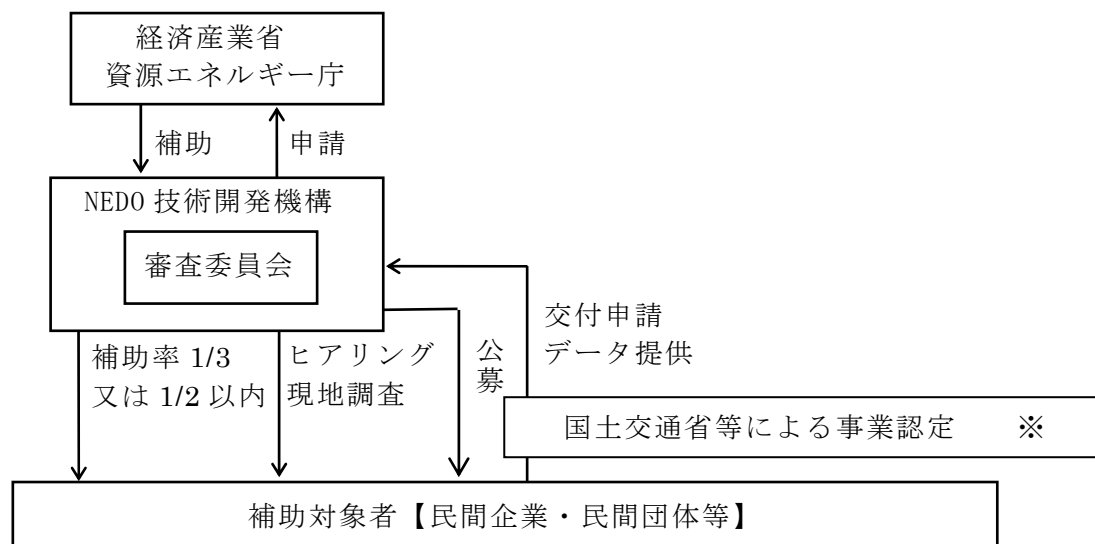 経済産業省
資源エネルギー庁
補助
申請
NEDO 技術開発機構
審査委員会
補助率 1/3
又は 1/2 以内
ヒアリング
現地調査
公募
交付申請
データ提供
国土交通省等による事業認定 ※
補助対象者【民間企業・民間団体等】